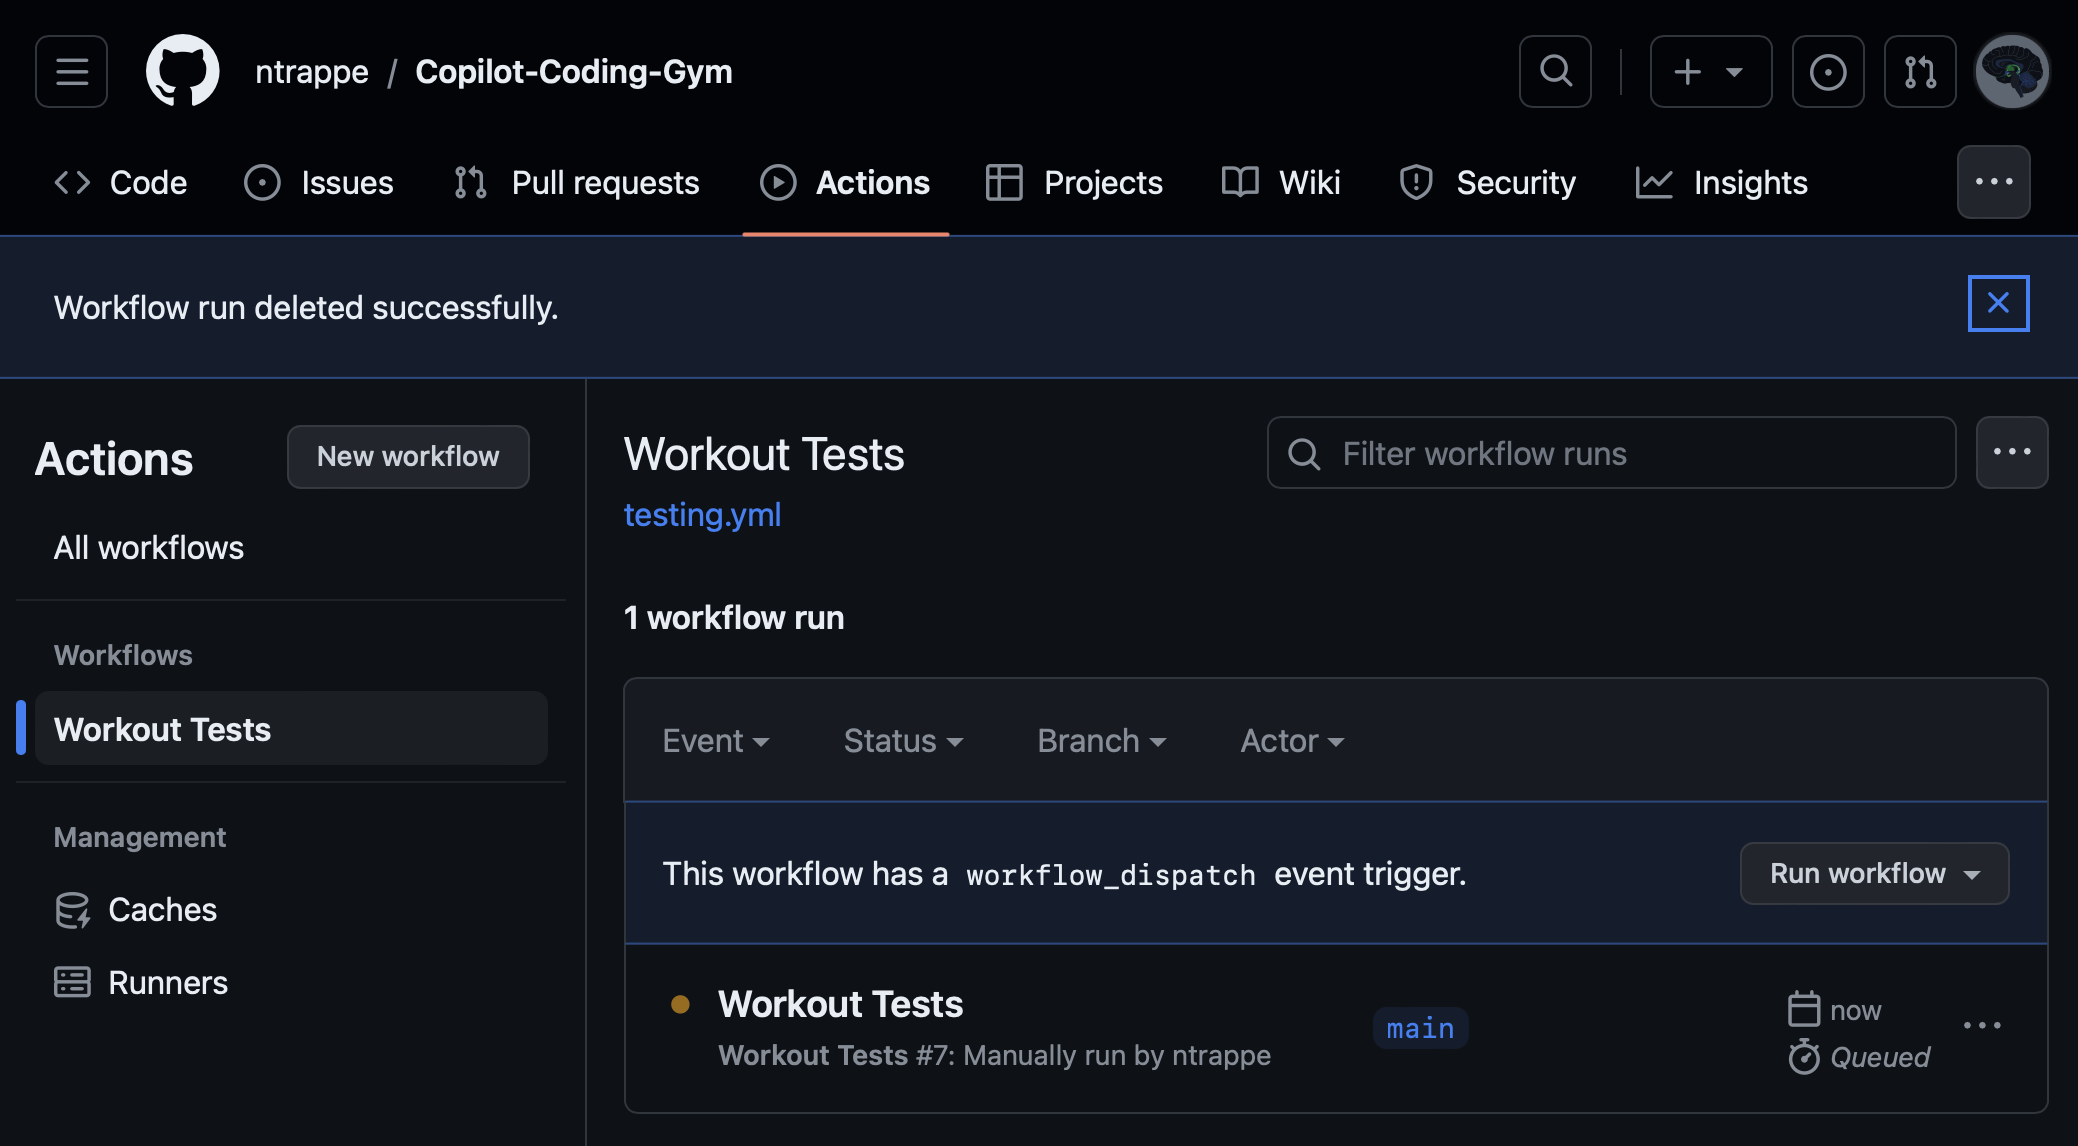 ntrappe / Copilot-Coding-Gym
Code Issues Pull requests Actions Projects Wiki Security Insights
Workflow run deleted successfully.
Actions
New workflow
All workflows
Workflows
Workout Tests
Management
Caches
Runners
Workout Tests
testing.yml
Filter workflow runs
1 workflow run
Event Status Branch Actor
This workflow has a workflow_dispatch event trigger.
Run workflow
Workout Tests
Workout Tests #7: Manually run by ntrappe
main
now
Queued